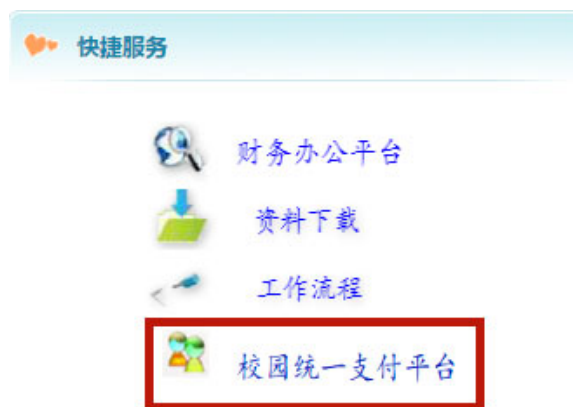 快捷服务
财务办公平台
资料下载
工作流程
校园统一支付平台